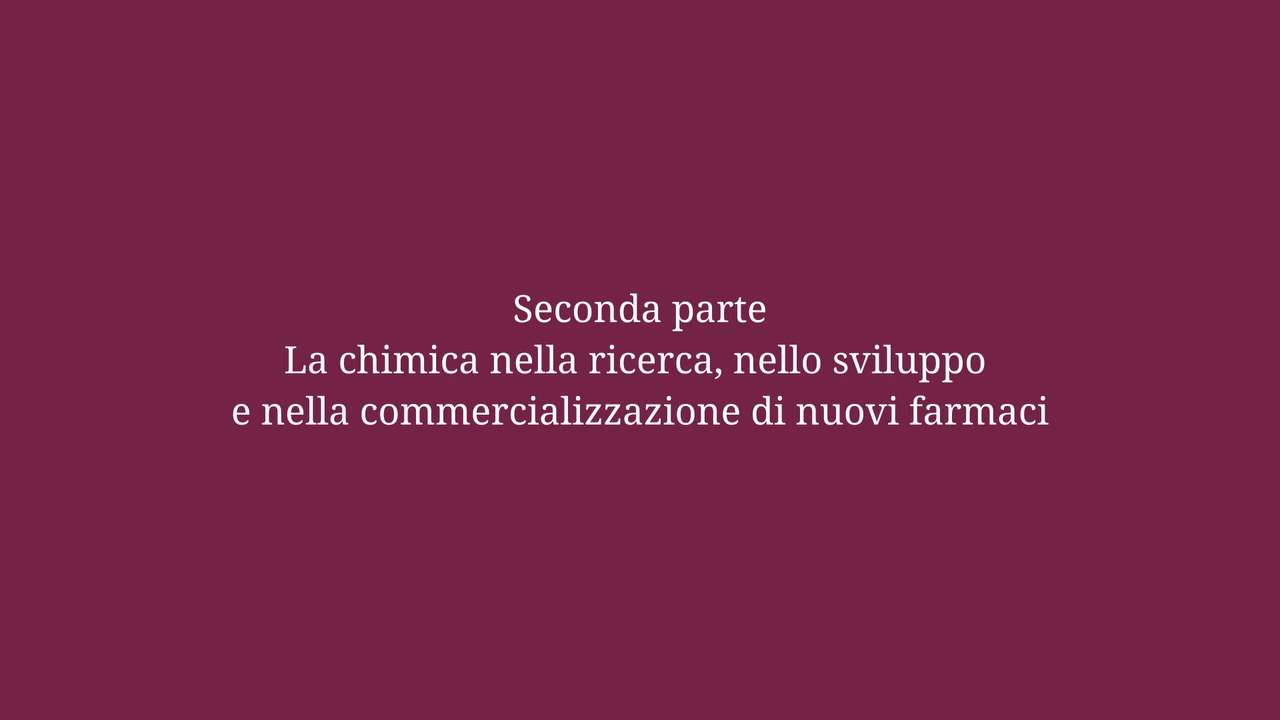 Seconda parte
La chimica nella ricerca, nello sviluppo
e nella commercializzazione di nuovi farmaci